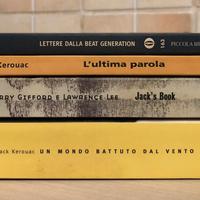 LETTERE DALLA BEAT GENERATION 163 PICCOLA
Kerouac L'ultima parola
RRY GIFFORD E LAWRENCE LEE Jack's Book
ack Kerouac UN MONDO BATTUTO DAL VENTO